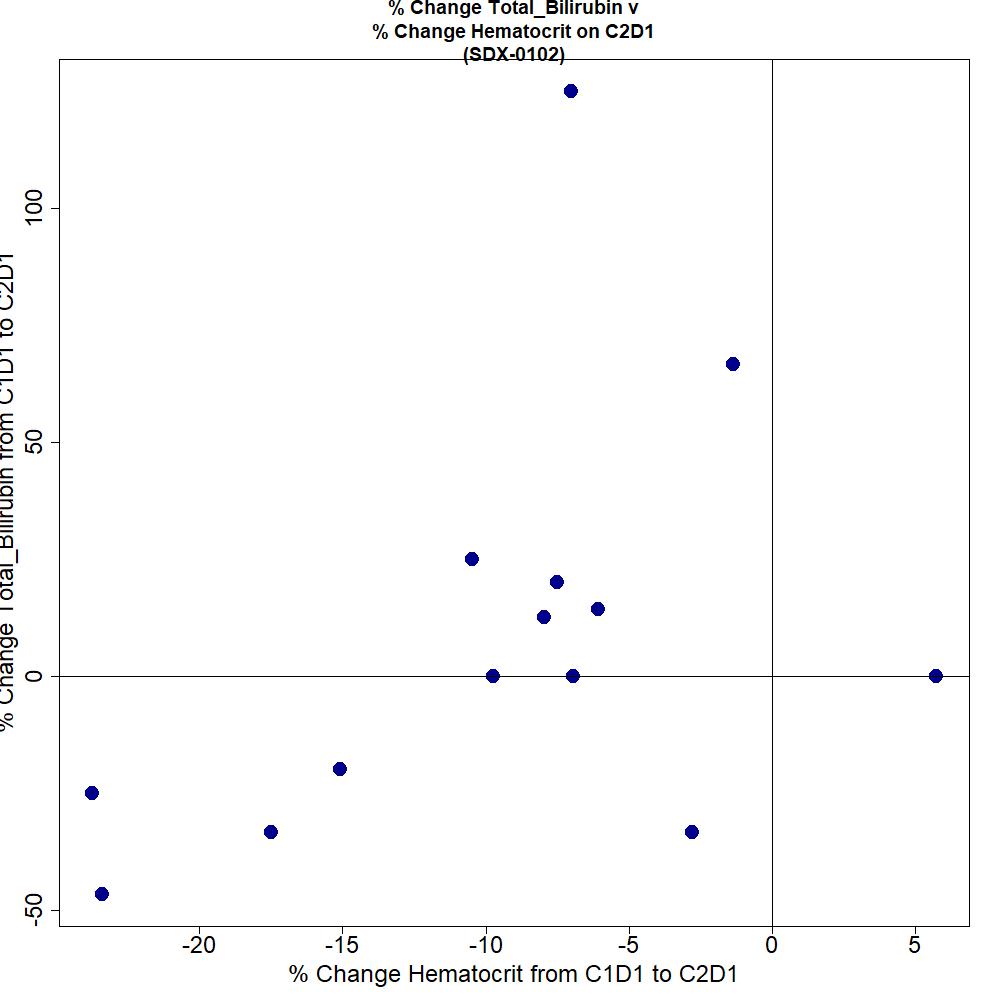 % Change Total_Bilirubin v
% Change Hematocrit on C2D1
(SDX-0102)
% Change Total_Bilirubin from C1D1 to C2D1
100
50
0
-50
-20
-15
-10
-5
0
5
% Change Hematocrit from C1D1 to C2D1